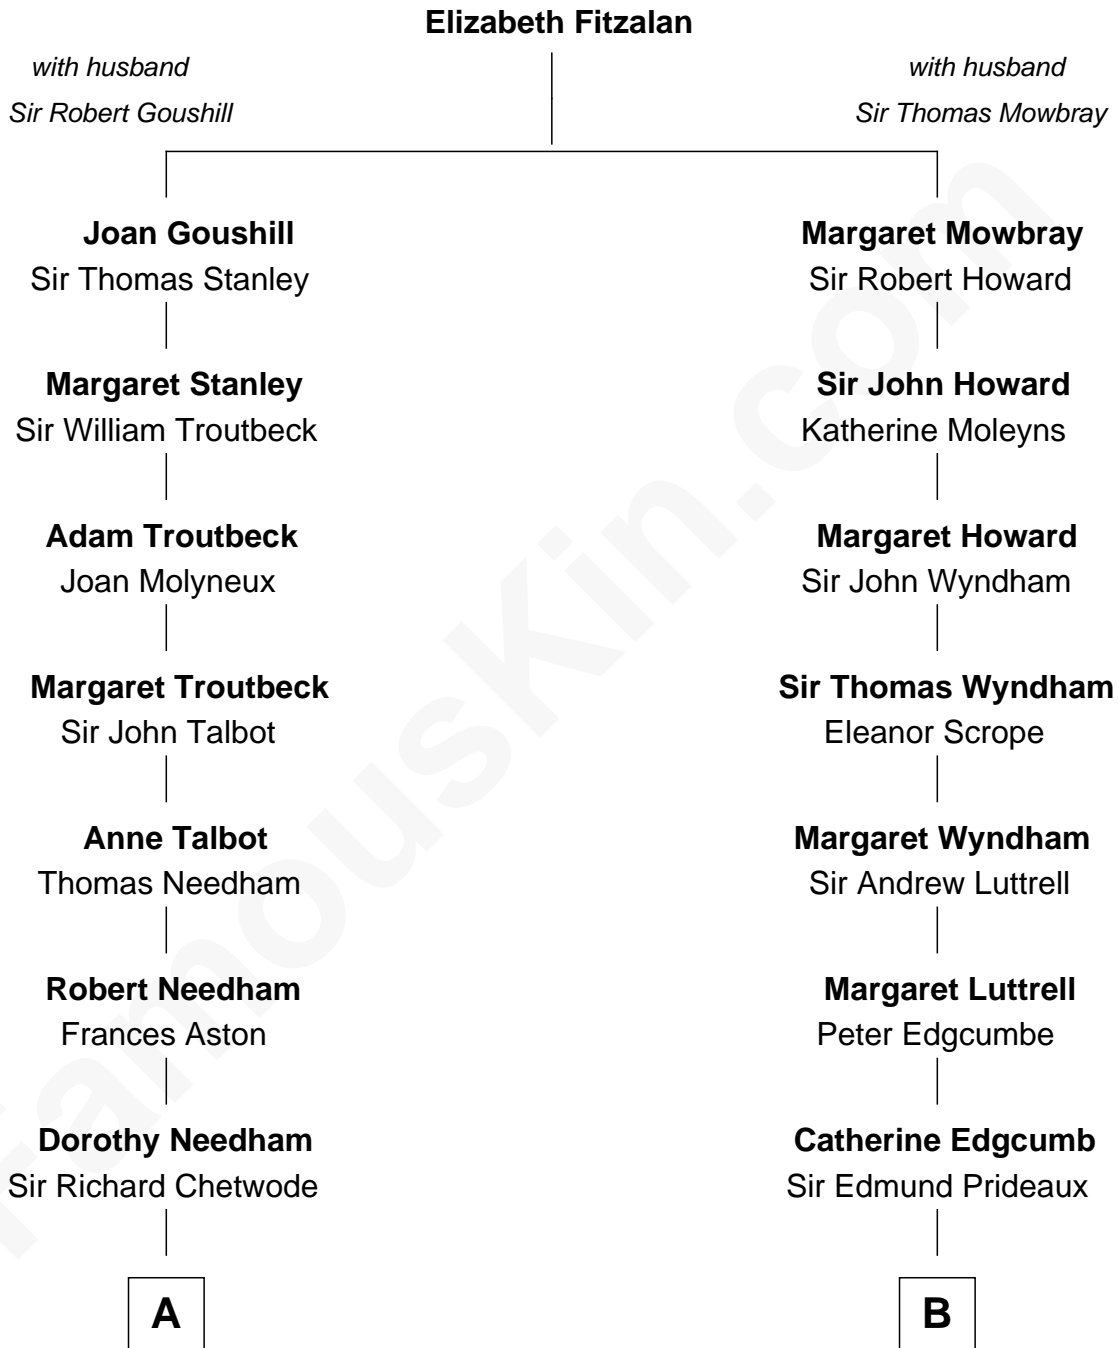 Elizabeth Fitzalan
with husband
Sir Robert Goushill
with husband
Sir Thomas Mowbray
Joan Goushill
Sir Thomas Stanley
Margaret Mowbray
Sir Robert Howard
Margaret Stanley
Sir William Troutbeck
Sir John Howard
Katherine Moleyns
Adam Troutbeck
Joan Molyneux
Margaret Howard
Sir John Wyndham
Margaret Troutbeck
Sir John Talbot
Sir Thomas Wyndham
Eleanor Scrope
Anne Talbot
Thomas Needham
Margaret Wyndham
Sir Andrew Luttrell
Robert Needham
Frances Aston
Margaret Luttrell
Peter Edgcumbe
Dorothy Needham
Sir Richard Chetwode
Catherine Edgcumb
Sir Edmund Prideaux
A
B
FamousKin.com